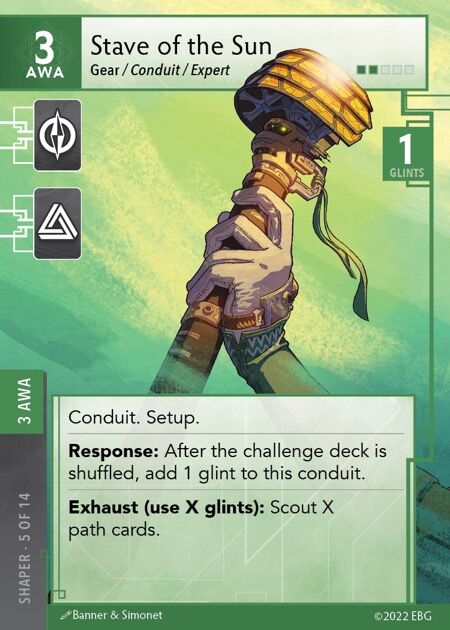 3
AWA
Stave of the Sun
Gear / Conduit / Expert
1
GLINTS
3 AWA
Conduit. Setup.
Response: After the challenge deck is
shuffled, add 1 glint to this conduit.
Exhaust (use X glints): Scout X
path cards.
SHAPER - 5 OF 14
Banner & Simonet
©2022 EBG